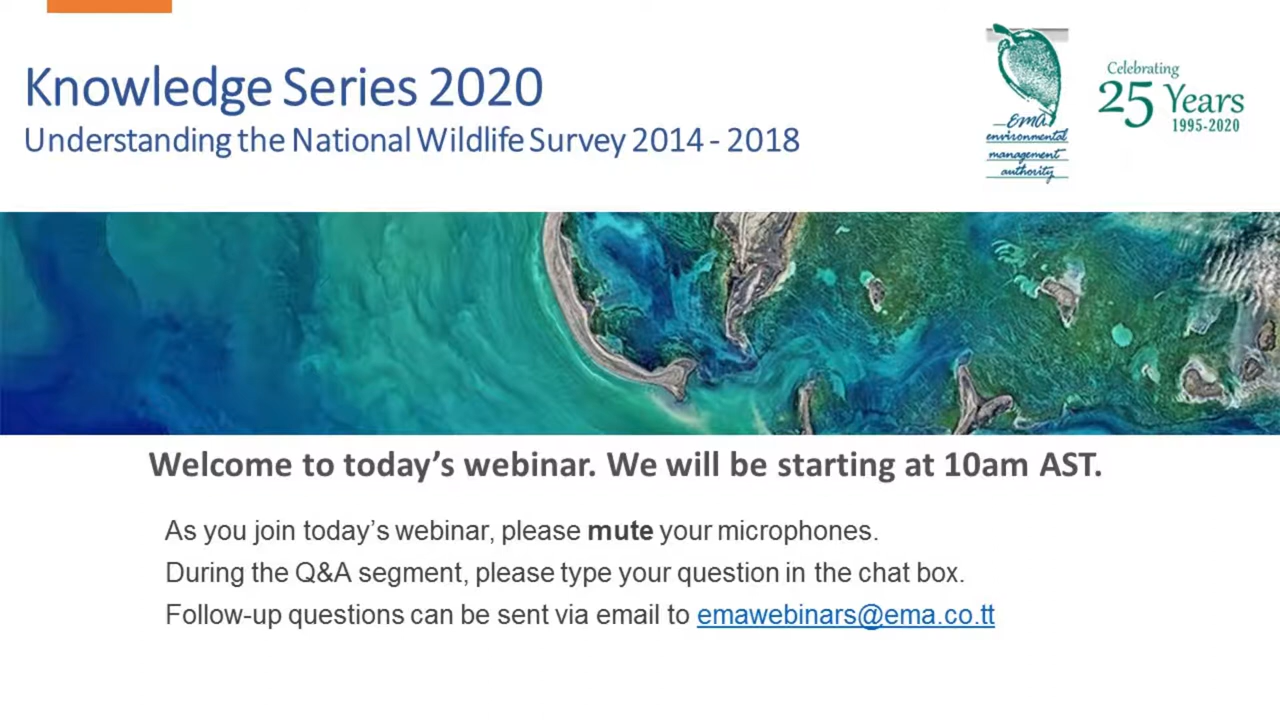 Knowledge Series 2020
Understanding the National Wildlife Survey 2014 - 2018
EMA
environmental
management
authority
Celebrating
25 Years
1995-2020
Welcome to today’s webinar. We will be starting at 10am AST.
As you join today’s webinar, please mute your microphones.
During the Q&A segment, please type your question in the chat box.
Follow-up questions can be sent via email to emawebinars@ema.co.tt